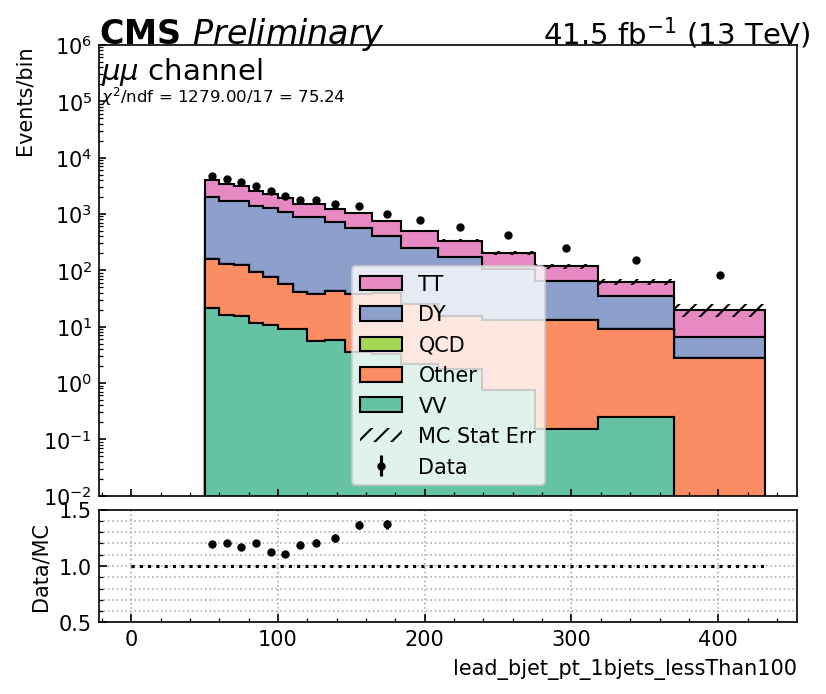 CMS Preliminary 41.5 fb⁻¹ (13 TeV)
μμ channel
χ²/ndf = 1279.00/17 = 75.24
Events/bin
10⁶
10⁵
10⁴
10³
10²
10¹
10⁰
10⁻¹
10⁻²
TT
DY
QCD
Other
VV
MC Stat Err
Data
Data/MC
1.5
1.0
0.5
0 100 200 300 400
lead_bjet_pt_1bjets_lessThan100